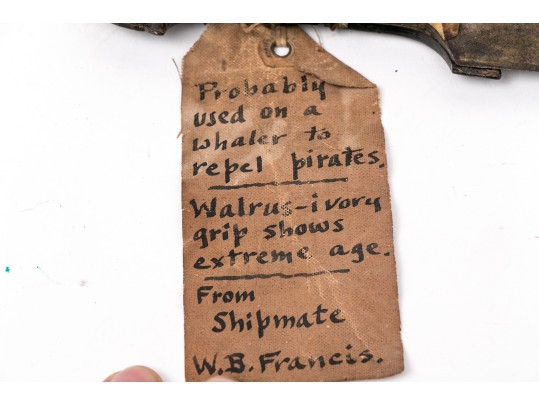 Probably
used on a
whaler to
repel pirates.
Walrus-ivory
grip shows
extreme age.
From
Shipmate
W.B. Francis.